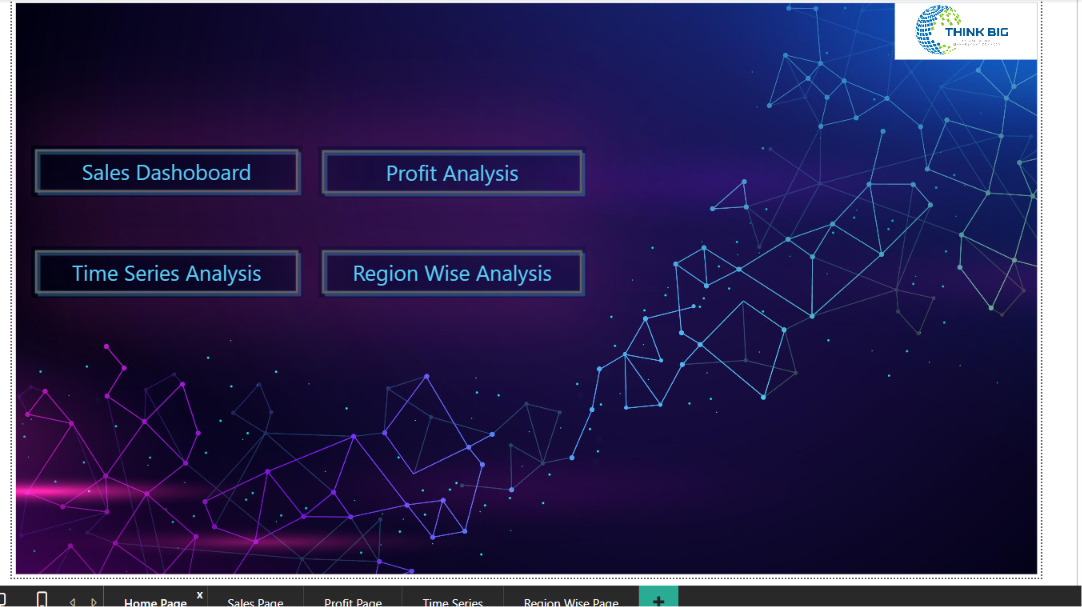 THINK BIG
Sales Dashoboard
Profit Analysis
Time Series Analysis
Region Wise Analysis
Home Page x
Sales Page
Profit Page
Time Series
Region Wise Page
+